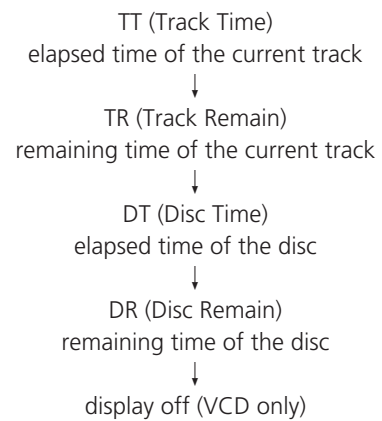 TT (Track Time)
elapsed time of the current track
TR (Track Remain)
remaining time of the current track
DT (Disc Time)
elapsed time of the disc
DR (Disc Remain)
remaining time of the disc
display off (VCD only)